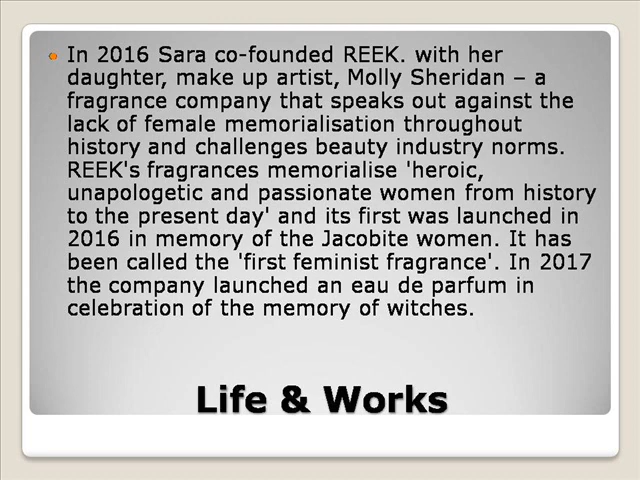 In 2016 Sara co-founded REEK. with her
daughter, make up artist, Molly Sheridan – a
fragrance company that speaks out against the
lack of female memorialisation throughout
history and challenges beauty industry norms.
REEK's fragrances memorialise 'heroic,
unapologetic and passionate women from history
to the present day' and its first was launched in
2016 in memory of the Jacobite women. It has
been called the 'first feminist fragrance'. In 2017
the company launched an eau de parfum in
celebration of the memory of witches.
Life & Works